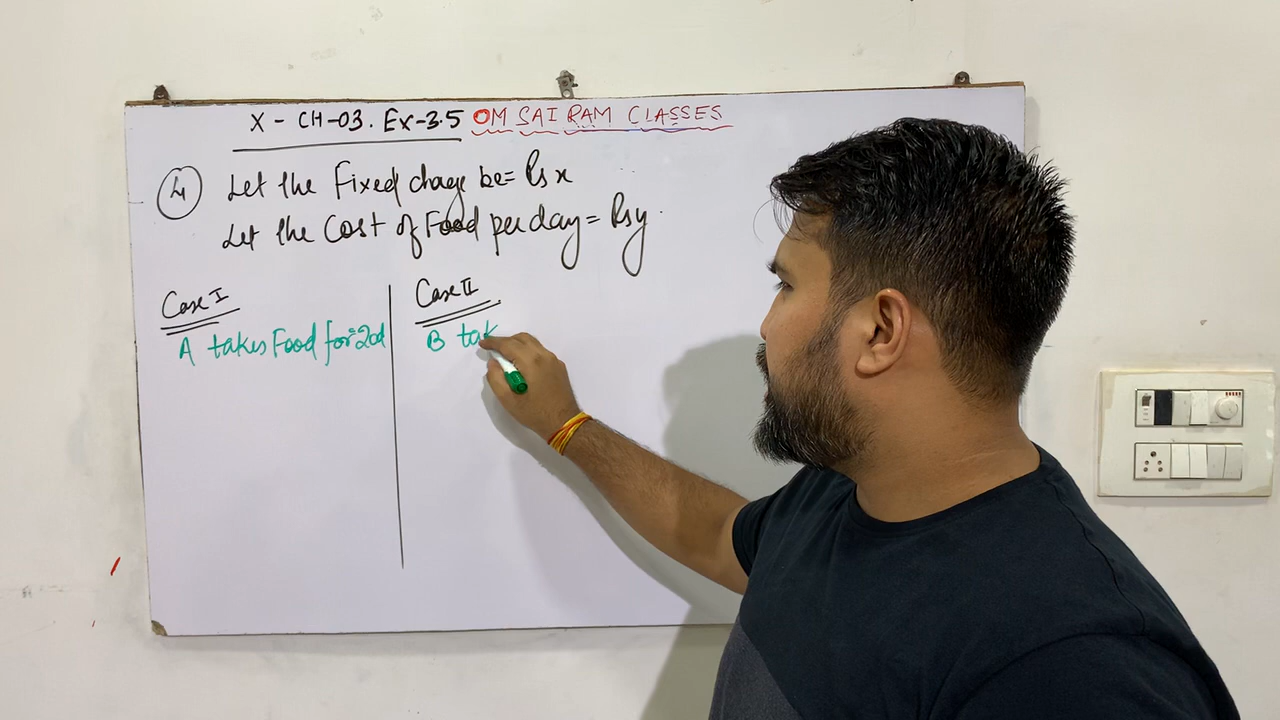 X - CH-03. Ex-3.5 OM SAI RAM CLASSES
4 Let the Fixed charge be = Rs x
Let the Cost of Food per day = Rs y.
Case I
A takes Food for 20d
Case II
B tak